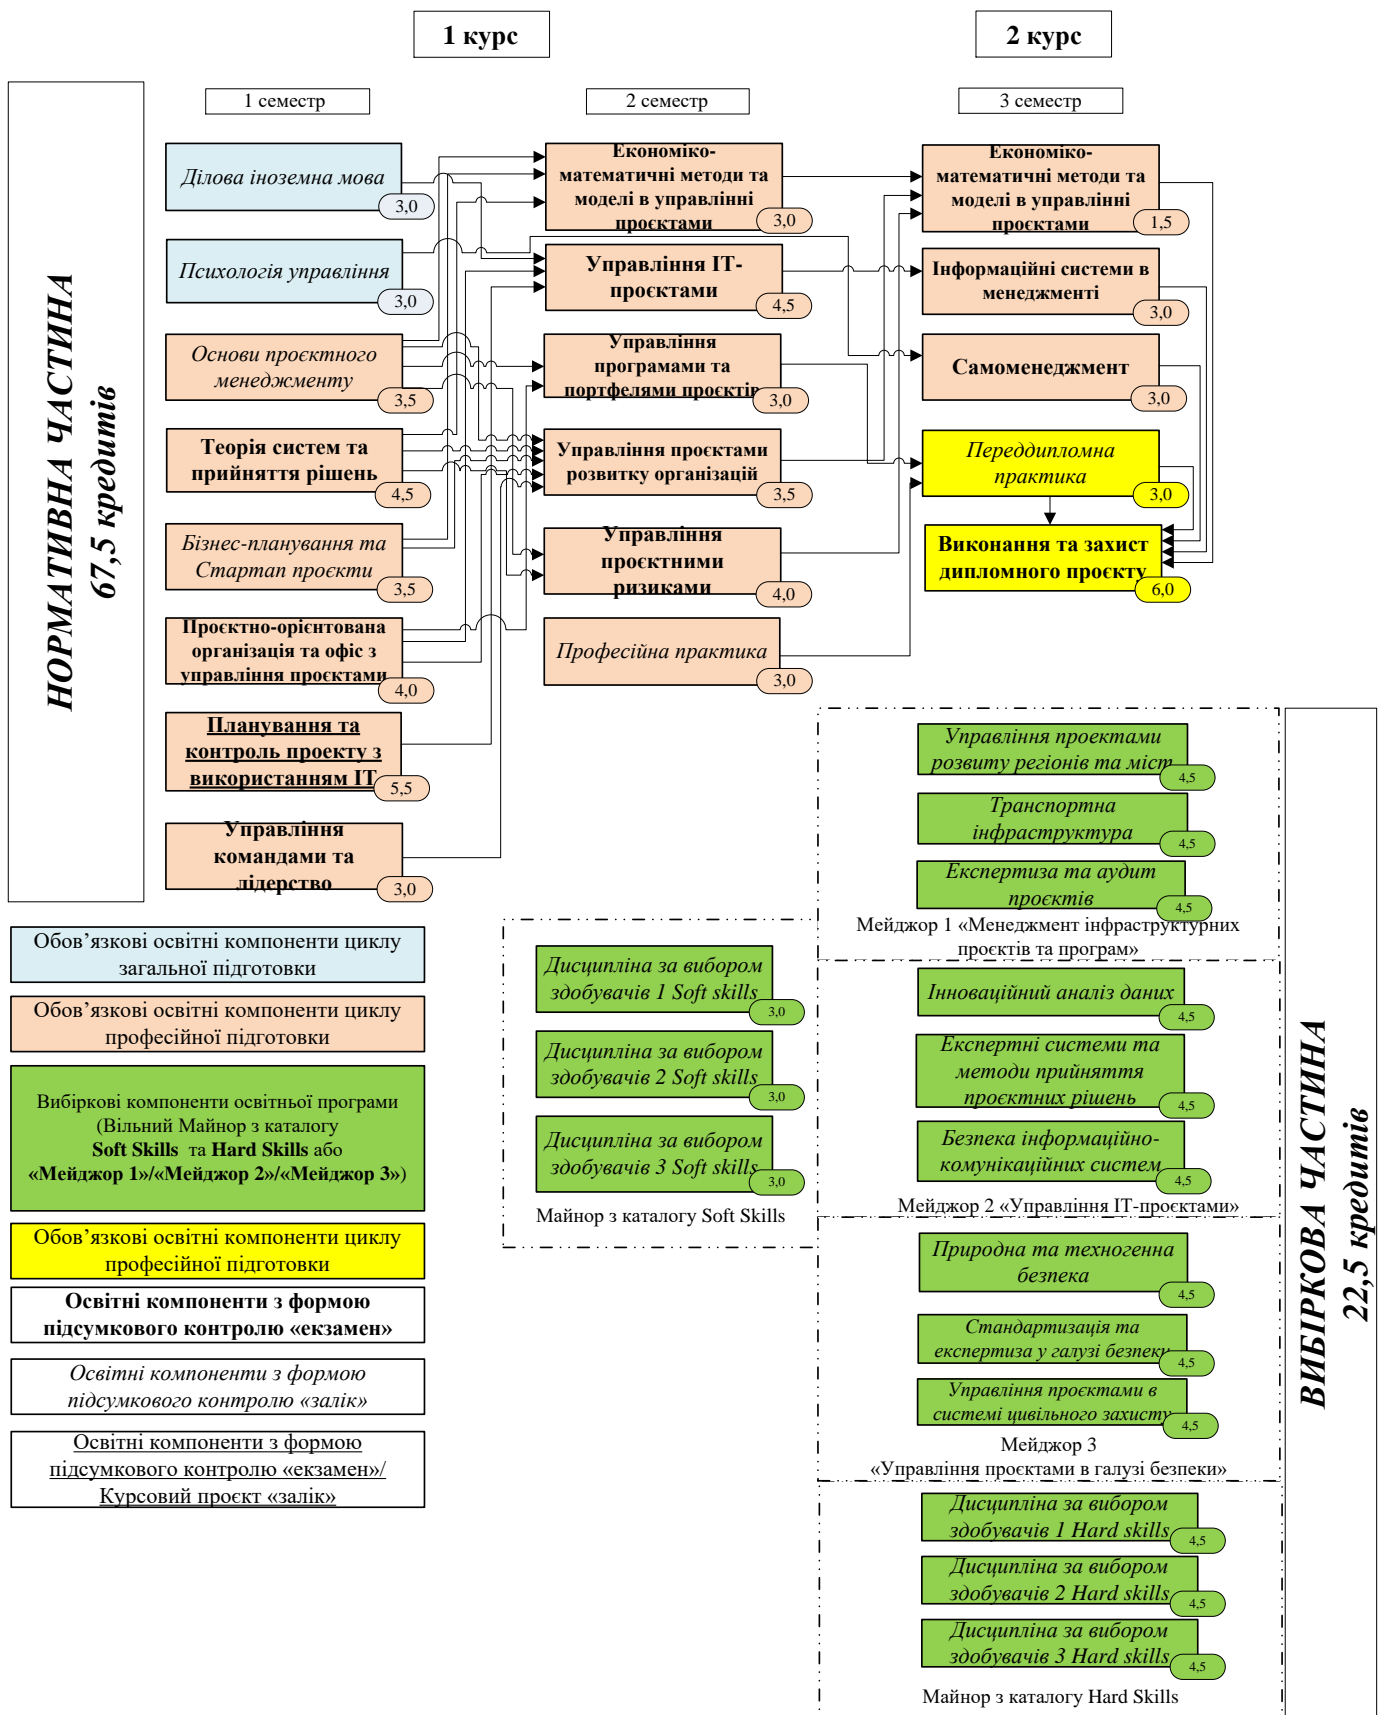 1 курс
2 курс
НОРМАТИВНА ЧАСТИНА
67,5 кредитів
1 семестр
2 семестр
3 семестр
Ділова іноземна мова
3,0
Психологія управління
3,0
Основи проєктного
менеджменту
3,5
Теорія систем та
прийняття рішень
4,5
Бізнес-планування та
Стартап проєкти
3,5
Проєктно-орієнтована
організація та офіс з
управління проєктами
4,0
Планування та
контроль проекту з
використанням ІТ
5,5
Управління
командами та
лідерство
3,0
Економіко-
математичні методи та
моделі в управлінні
проєктами
3,0
Управління ІТ-
проєктами
4,5
Управління
програмами та
портфелями проєктів
3,0
Управління проєктами
розвитку організацій
3,5
Управління
проєктними
ризиками
4,0
Професійна практика
3,0
Економіко-
математичні методи та
моделі в управлінні
проєктами
1,5
Інформаційні системи в
менеджменті
3,0
Самоменеджмент
3,0
Переддипломна
практика
3,0
Виконання та захист
дипломного проєкту
6,0
Управління проектами
розвиту регіонів та міст
4,5
Транспортна
інфраструктура
4,5
Експертиза та аудит
проєктів
4,5
Мейджор 1 «Менеджмент інфраструктурних
проєктів та програм»
Інноваційний аналіз даних
4,5
Експертні системи та
методи прийняття
проєктних рішень
4,5
Безпека інформаційно-
комунікаційних систем
4,5
Мейджор 2 «Управління ІТ-проєктами»
Природна та техногенна
безпека
4,5
Стандартизація та
експертиза у галузі безпеки
4,5
Управління проєктами в
системі цивільного захисту
4,5
Мейджор 3
«Управління проєктами в галузі безпеки»
Дисципліна за вибором
здобувачів 1 Hard skills
4,5
Дисципліна за вибором
здобувачів 2 Hard skills
4,5
Дисципліна за вибором
здобувачів 3 Hard skills
4,5
Майнор з каталогу Hard Skills
Дисципліна за вибором
здобувачів 1 Soft skills
3,0
Дисципліна за вибором
здобувачів 2 Soft skills
3,0
Дисципліна за вибором
здобувачів 3 Soft skills
3,0
Майнор з каталогу Soft Skills
ВИБІРКОВА ЧАСТИНА
22,5 кредитів
Обов’язкові освітні компоненти циклу
загальної підготовки
Обов’язкові освітні компоненти циклу
професійної підготовки
Вибіркові компоненти освітньої програми
(Вільний Майнор з каталогу
Soft Skills та Hard Skills або
«Мейджор 1»/«Мейджор 2»/«Мейджор 3»)
Обов’язкові освітні компоненти циклу
професійної підготовки
Освітні компоненти з формою
підсумкового контролю «екзамен»
Освітні компоненти з формою
підсумкового контролю «залік»
Освітні компоненти з формою
підсумкового контролю «екзамен»/
Курсовий проєкт «залік»